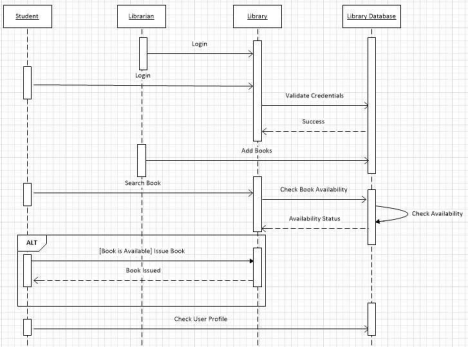 Student
Librarian
Library
Library Database
Login
Login
Validate Credentials
Success
Add Books
Search Book
Check Book Availability
Check Availability
Availability Status
ALT
[Book is Available] Issue Book
Book Issued
Check User Profile